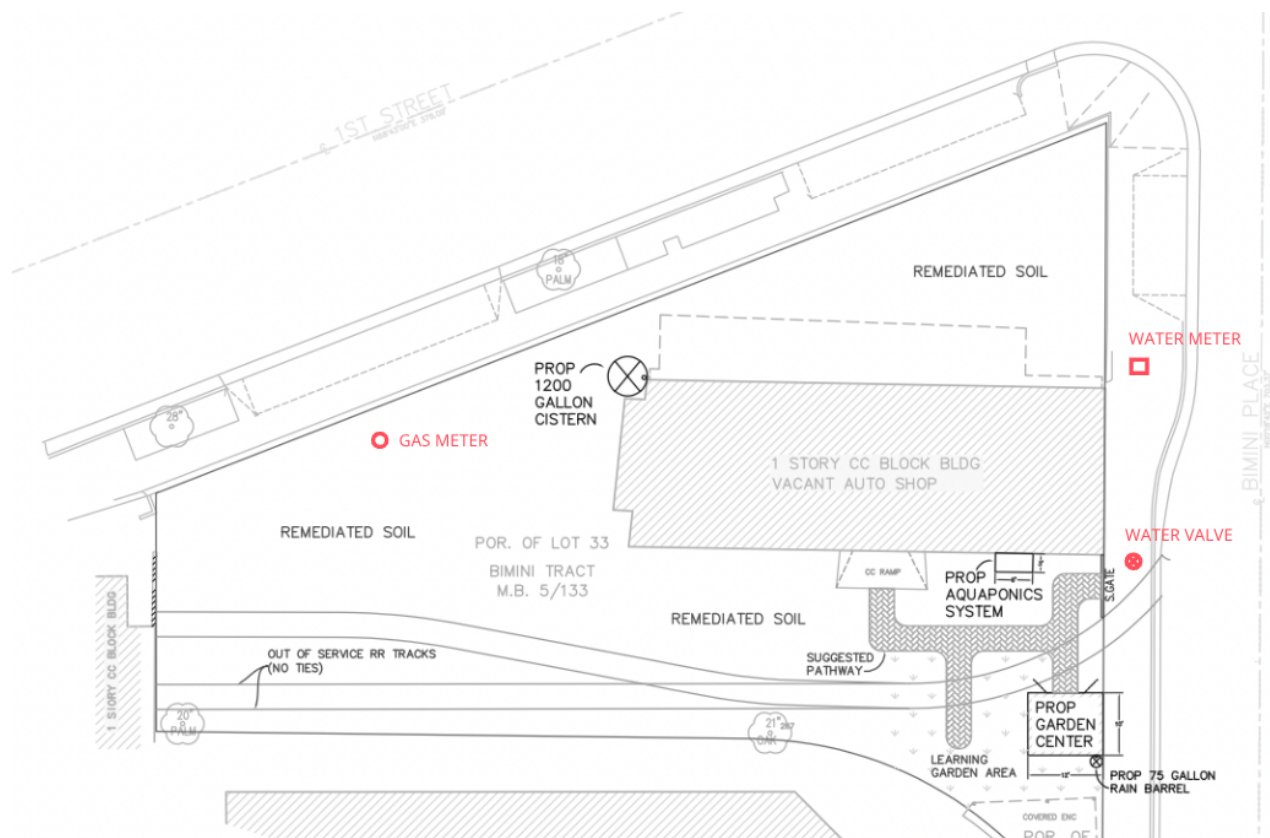 1ST STREET
18"
PALM
REMEDIATED SOIL
WATER METER
PROP
1200
GALLON
CISTERN
28"
GAS METER
BIMINI PLACE
1 STORY CC BLOCK BLDG
VACANT AUTO SHOP
REMEDIATED SOIL
POR. OF LOT 33
BIMINI TRACT
M.B. 5/133
WATER VALVE
CC RAMP
PROP
AQUAPONICS
SYSTEM
S.GATE
REMEDIATED SOIL
1 STORY CC BLOCK BLDG
OUT OF SERVICE RR TRACKS
(NO TIES)
SUGGESTED
PATHWAY
20"
PALM
21"
OAK
PROP
GARDEN
CENTER
LEARNING
GARDEN AREA
12'
PROP 75 GALLON
RAIN BARREL
COVERED ENC
POR. OF